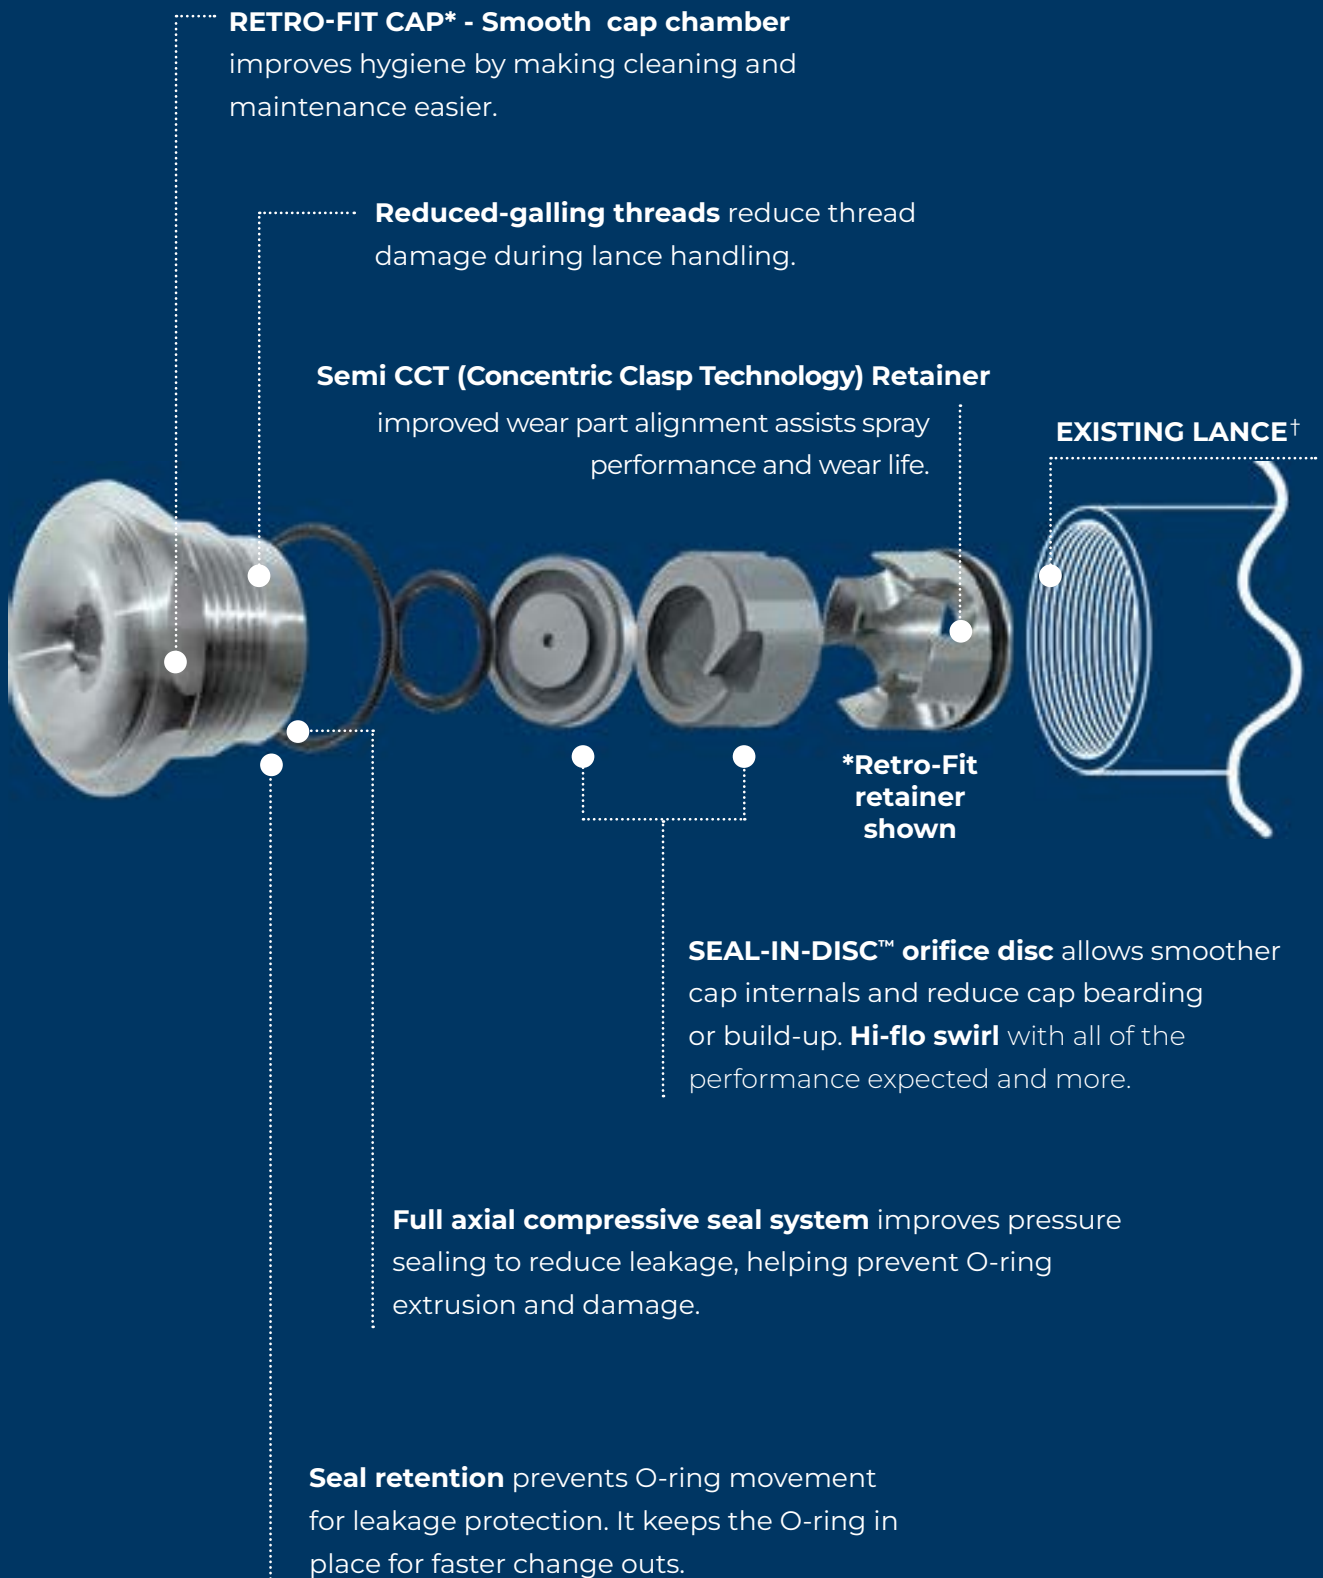 RETRO-FIT CAP* - Smooth cap chamber
improves hygiene by making cleaning and
maintenance easier.
Reduced-galling threads reduce thread
damage during lance handling.
Semi CCT (Concentric Clasp Technology) Retainer
improved wear part alignment assists spray
performance and wear life.
EXISTING LANCE†
*Retro-Fit
retainer
shown
SEAL-IN-DISC™ orifice disc allows smoother
cap internals and reduce cap bearding
or build-up. Hi-flo swirl with all of the
performance expected and more.
Full axial compressive seal system improves pressure
sealing to reduce leakage, helping prevent O-ring
extrusion and damage.
Seal retention prevents O-ring movement
for leakage protection. It keeps the O-ring in
place for faster change outs.